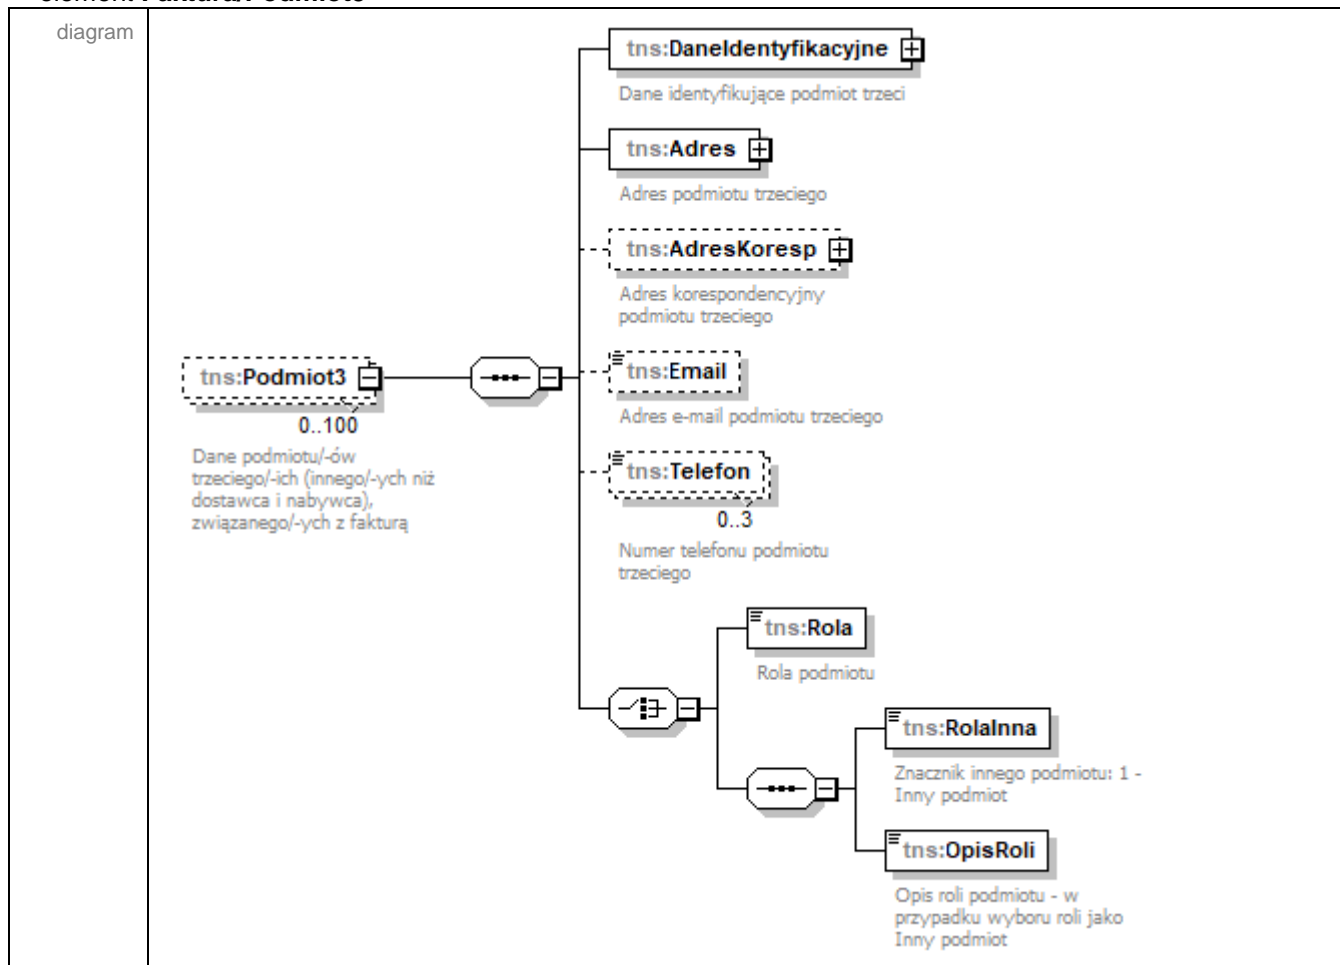 element Faktura/Podmiot3
diagram
tns:DaneIdentyfikacyjne
Dane identyfikujące podmiot trzeci
tns:Adres
Adres podmiotu trzeciego
tns:AdresKoresp
Adres korespondencyjny
podmiotu trzeciego
tns:Podmiot3
0..100
Dane podmiotu/-ów
trzeciego/-ich (innego/-ych niż
dostawca i nabywca),
związanego/-ych z fakturą
tns:Email
Adres e-mail podmiotu trzeciego
tns:Telefon
0..3
Numer telefonu podmiotu
trzeciego
tns:Rola
Rola podmiotu
tns:RolaInna
Znacznik innego podmiotu: 1 -
Inny podmiot
tns:OpisRoli
Opis roli podmiotu - w
przypadku wyboru roli jako
Inny podmiot